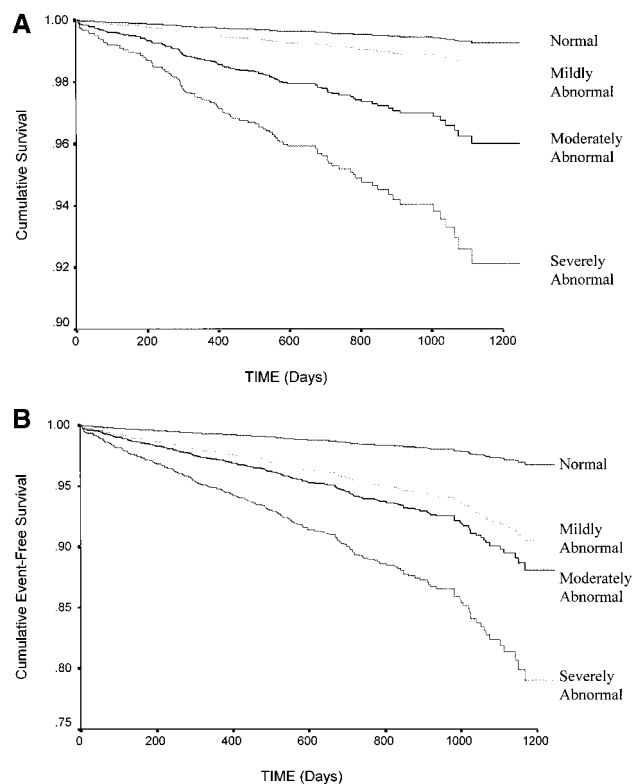 A
1.00
.98
.96
.94
.92
.90
Cumulative Survival
0
200
400
600
800
1000
1200
TIME (Days)
Normal
Mildly
Abnormal
Moderately
Abnormal
Severely
Abnormal
B
1.00
.95
.90
.85
.80
.75
Cumulative Event-Free Survival
0
200
400
600
800
1000
1200
TIME (Days)
Normal
Mildly
Abnormal
Moderately
Abnormal
Severely
Abnormal